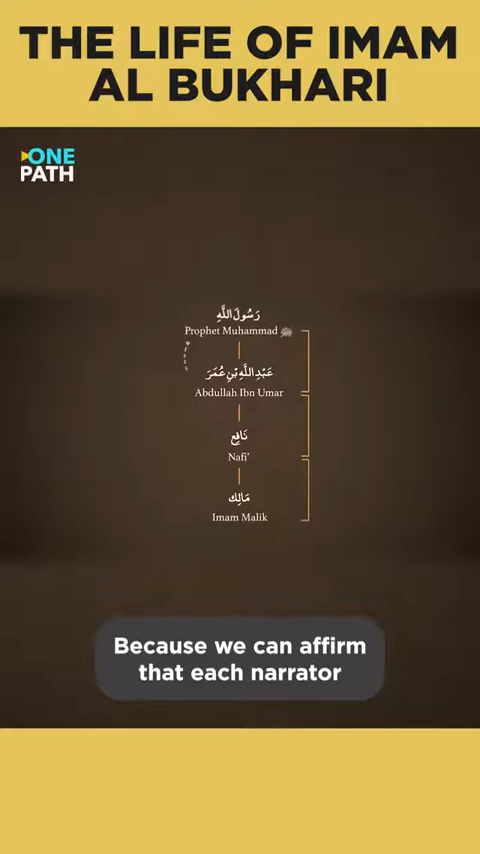 THE LIFE OF IMAM
AL BUKHARI
ONE
PATH
رَسُولُ اللَّهِ
Prophet Muhammad ﷺ
عَبْدِ اللَّهِ بْنِ عُمَرَ
Abdullah Ibn Umar
نَافِع
Nafi'
مَالِك
Imam Malik
Because we can affirm
that each narrator